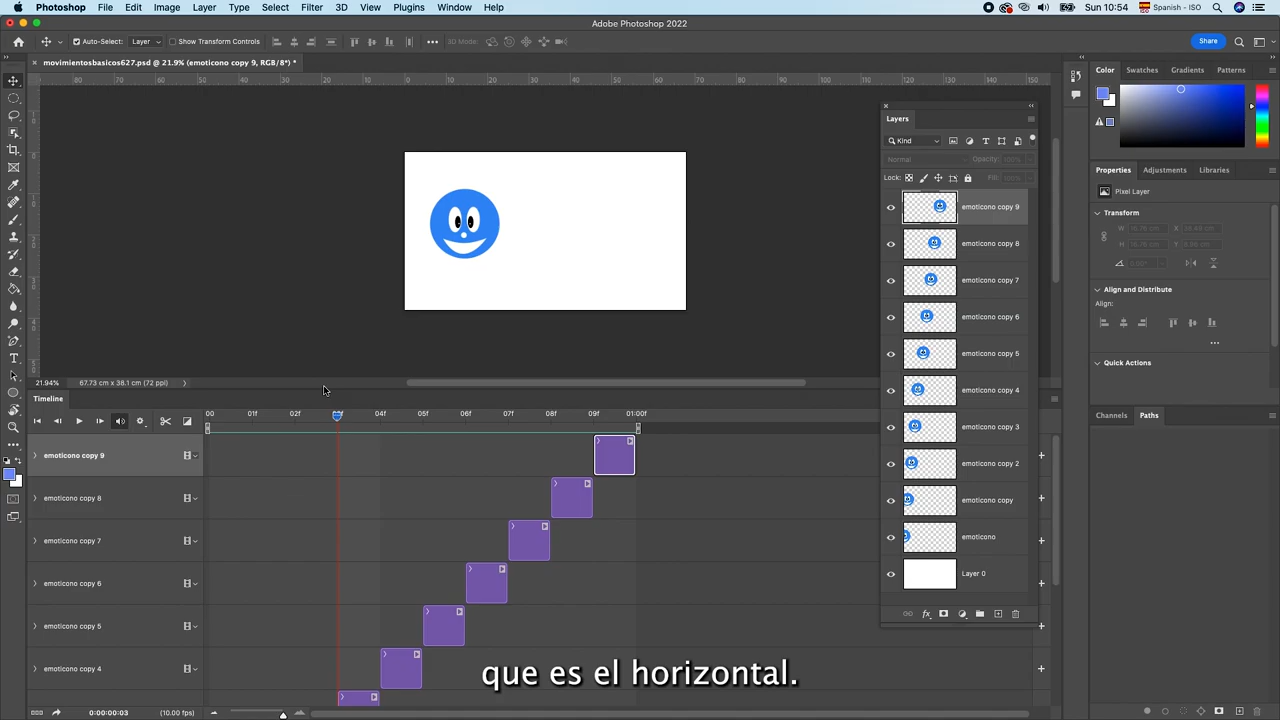 Photoshop File Edit Image Layer Type Select Filter 3D View Plugins Window Help
Sun 10:54 Spanish - ISO
Adobe Photoshop 2022
Auto-Select: Layer Show Transform Controls 3D Mode: Share
movimientosbasicos627.psd @ 21.9% (emoticono copy 9, RGB/8*) *
Color Swatches Gradients Patterns
Layers
Kind
Normal Opacity: 100%
Lock: Fill: 100%
emoticono copy 9
emoticono copy 8
emoticono copy 7
emoticono copy 6
emoticono copy 5
emoticono copy 4
emoticono copy 3
emoticono copy 2
emoticono copy
emoticono
Layer 0
Properties Adjustments Libraries
Pixel Layer
Transform
W H X Y
Align and Distribute
Align:
Quick Actions
Channels Paths
21.94% 67.73 cm x 38.1 cm (72 ppi)
Timeline
00 01f 02f 03f 04f 05f 06f 07f 08f 09f 01:00f
emoticono copy 9
emoticono copy 8
emoticono copy 7
emoticono copy 6
emoticono copy 5
emoticono copy 4
que es el horizontal.
0:00:00:03 (10.00 fps)